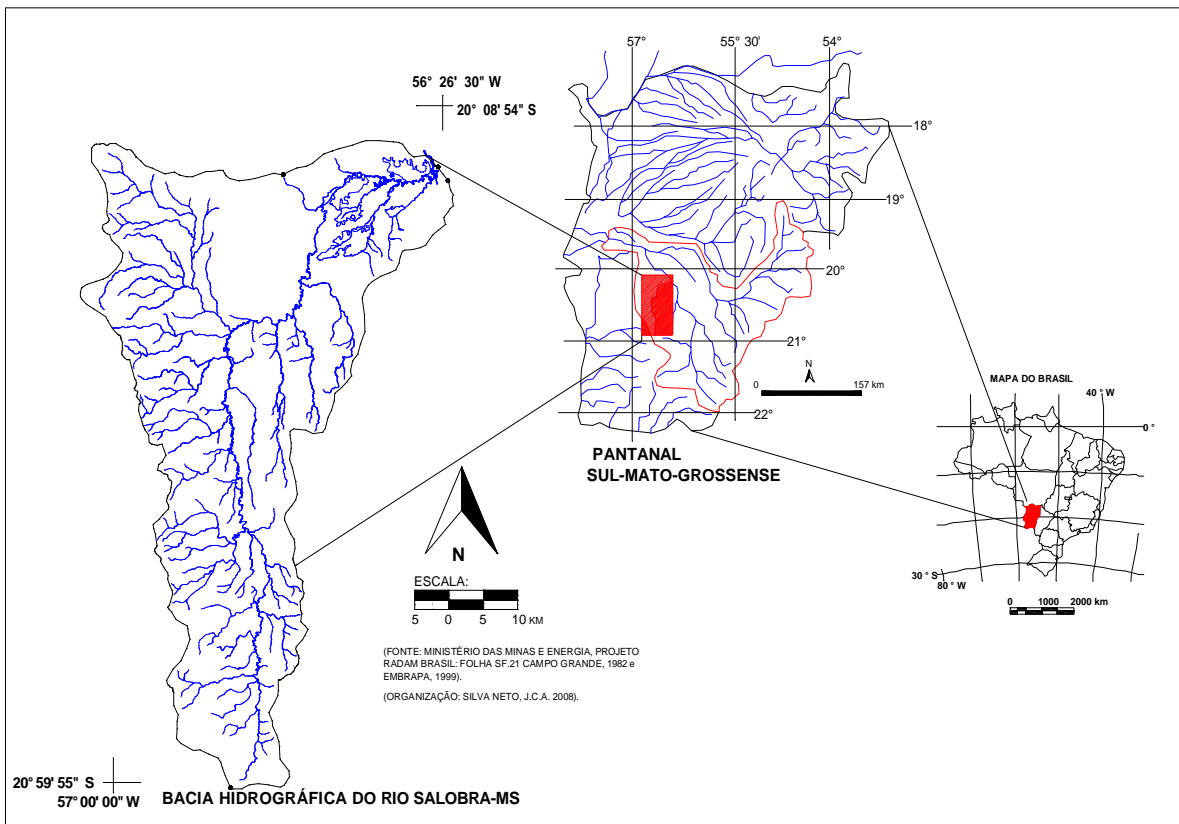 56° 26' 30" W
20° 08' 54" S
57°
55° 30'
54°
18°
19°
20°
21°
22°
N
0
157 km
PANTANAL
SUL-MATO-GROSSENSE
MAPA DO BRASIL
40 ° W
0 °
30 ° S
80 ° W
0 1000 2000 km
N
ESCALA:
5 0 5 10 KM
(FONTE: MINISTÉRIO DAS MINAS E ENERGIA, PROJETO
RADAM BRASIL: FOLHA SF.21 CAMPO GRANDE, 1982 e
EMBRAPA, 1999).
(ORGANIZAÇÃO: SILVA NETO, J.C.A. 2008).
20° 59' 55" S
57° 00' 00" W
BACIA HIDROGRÁFICA DO RIO SALOBRA-MS